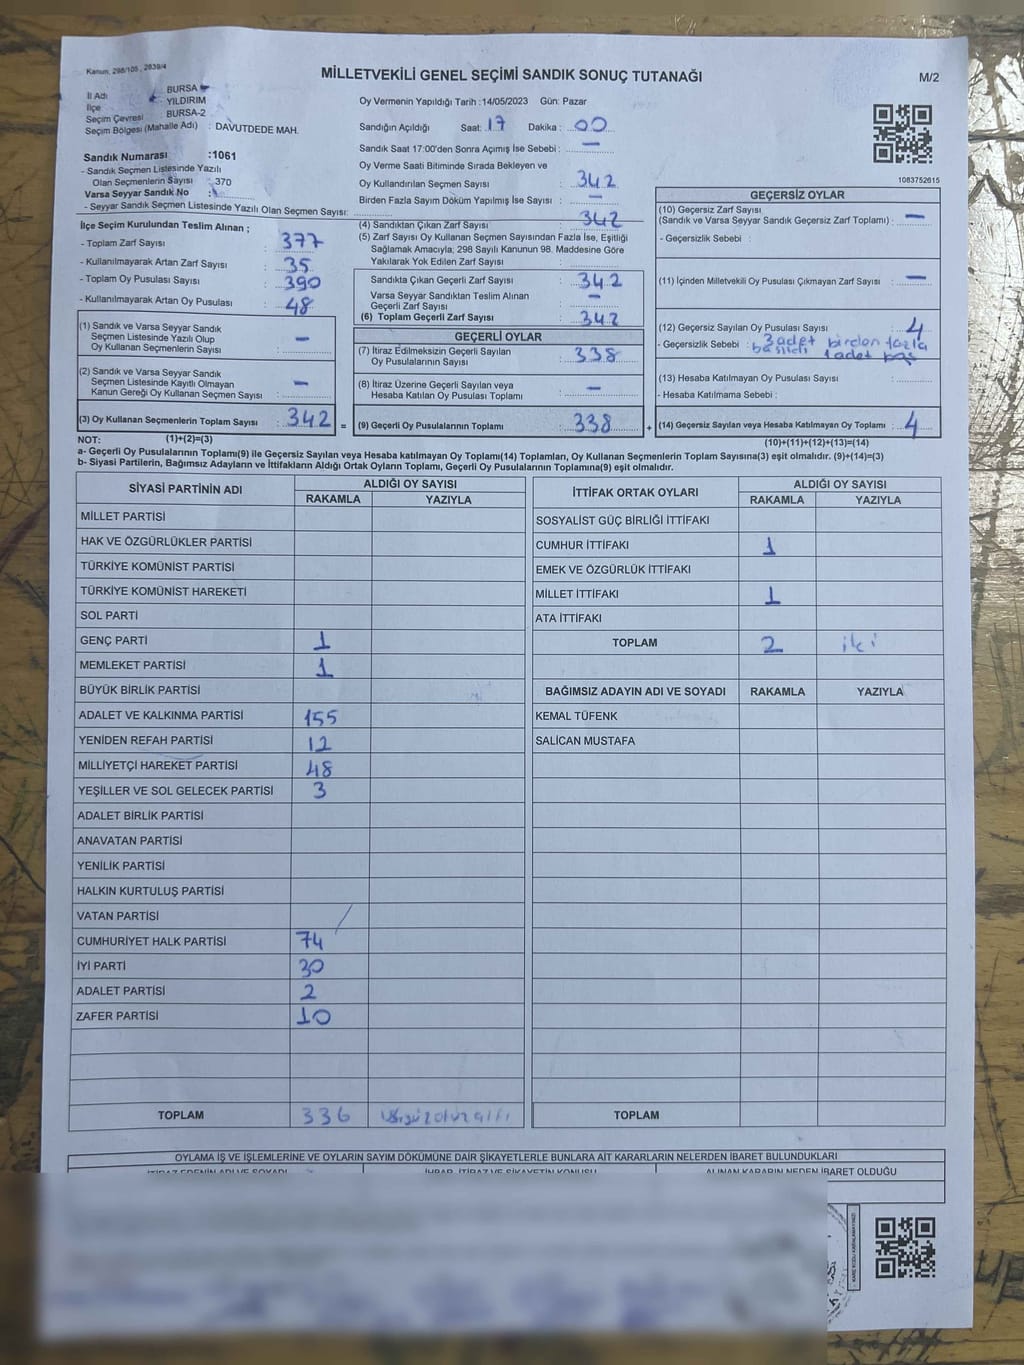 Kanun, 298/105, 2839/4
MİLLETVEKİLİ GENEL SEÇİMİ SANDIK SONUÇ TUTANAĞI
M/2
İl Adı : BURSA
İlçe : YILDIRIM
Seçim Çevresi : BURSA-2
Seçim Bölgesi (Mahalle Adı) : DAVUTDEDE MAH.
Sandık Numarası :1061
- Sandık Seçmen Listesinde Yazılı
Olan Seçmenlerin Sayısı : 370
Varsa Seyyar Sandık No :
- Seyyar Sandık Seçmen Listesinde Yazılı Olan Seçmen Sayısı:
Oy Vermenin Yapıldığı Tarih :14/05/2023 Gün: Pazar
Sandığın Açıldığı Saat: 17 Dakika : 00
Sandık Saat 17:00'den Sonra Açımış İse Sebebi : —
Oy Verme Saati Bitiminde Sırada Bekleyen ve
Oy Kullandırılan Seçmen Sayısı : 342
Birden Fazla Sayım Döküm Yapılmış İse Sayısı : —
1083752615
İlçe Seçim Kurulundan Teslim Alınan ;
- Toplam Zarf Sayısı : 377
- Kullanılmayarak Artan Zarf Sayısı : 35
- Toplam Oy Pusulası Sayısı : 390
- Kullanılmayarak Artan Oy Pusulası : 48
(1) Sandık ve Varsa Seyyar Sandık
Seçmen Listesinde Yazılı Olup
Oy Kullanan Seçmenlerin Sayısı : —
(2) Sandık ve Varsa Seyyar Sandık
Seçmen Listesinde Kayıtlı Olmayan
Kanun Gereği Oy Kullanan Seçmen Sayısı : —
(3) Oy Kullanan Seçmenlerin Toplam Sayısı : 342 =
(4) Sandıktan Çıkan Zarf Sayısı : 342
(5) Zarf Sayısı Oy Kullanan Seçmen Sayısından Fazla İse, Eşitliği
Sağlamak Amacıyla; 298 Sayılı Kanunun 98. Maddesine Göre
Yakılarak Yok Edilen Zarf Sayısı :
Sandıkta Çıkan Geçerli Zarf Sayısı : 342
Varsa Seyyar Sandıktan Teslim Alınan
Geçerli Zarf Sayısı : —
(6) Toplam Geçerli Zarf Sayısı : 342
GEÇERLİ OYLAR
(7) İtiraz Edilmeksizin Geçerli Sayılan
Oy Pusulalarının Sayısı : 338
(8) İtiraz Üzerine Geçerli Sayılan veya
Hesaba Katılan Oy Pusulası Toplamı : —
(9) Geçerli Oy Pusulalarının Toplamı : 338 +
GEÇERSİZ OYLAR
(10) Geçersiz Zarf Sayısı
(Sandık ve Varsa Seyyar Sandık Geçersiz Zarf Toplamı) : —
- Geçersizlik Sebebi :
(11) İçinden Milletvekili Oy Pusulası Çıkmayan Zarf Sayısı : —
(12) Geçersiz Sayılan Oy Pusulası Sayısı : 4
- Geçersizlik Sebebi : 3 adet birden fazla
basıldı 1 adet boş
(13) Hesaba Katılmayan Oy Pusulası Sayısı :
- Hesaba Katılmama Sebebi :
(14) Geçersiz Sayılan veya Hesaba Katılmayan Oy Toplamı : 4
NOT: (1)+(2)=(3) (10)+(11)+(12)+(13)=(14)
a- Geçerli Oy Pusulalarının Toplamı(9) ile Geçersiz Sayılan veya Hesaba katılmayan Oy Toplamı(14) Toplamları, Oy Kullanan Seçmenlerin Toplam Sayısına(3) eşit olmalıdır. (9)+(14)=(3)
b- Siyasi Partilerin, Bağımsız Adayların ve İttifakların Aldığı Ortak Oyların Toplamı, Geçerli Oy Pusulalarının Toplamına(9) eşit olmalıdır.
SİYASİ PARTİNİN ADI ALDIĞI OY SAYISI
RAKAMLA YAZIYLA
MİLLET PARTİSİ
HAK VE ÖZGÜRLÜKLER PARTİSİ
TÜRKİYE KOMÜNİST PARTİSİ
TÜRKİYE KOMÜNİST HAREKETİ
SOL PARTİ
GENÇ PARTİ 1
MEMLEKET PARTİSİ 1
BÜYÜK BİRLİK PARTİSİ
ADALET VE KALKINMA PARTİSİ 155
YENİDEN REFAH PARTİSİ 12
MİLLİYETÇİ HAREKET PARTİSİ 48
YEŞİLLER VE SOL GELECEK PARTİSİ 3
ADALET BİRLİK PARTİSİ
ANAVATAN PARTİSİ
YENİLİK PARTİSİ
HALKIN KURTULUŞ PARTİSİ
VATAN PARTİSİ
CUMHURİYET HALK PARTİSİ 74
İYİ PARTİ 30
ADALET PARTİSİ 2
ZAFER PARTİSİ 10
TOPLAM 336
İTTİFAK ORTAK OYLARI ALDIĞI OY SAYISI
RAKAMLA YAZIYLA
SOSYALİST GÜÇ BİRLİĞİ İTTİFAKI
CUMHUR İTTİFAKI 1
EMEK VE ÖZGÜRLÜK İTTİFAKI
MİLLET İTTİFAKI 1
ATA İTTİFAKI
TOPLAM 2 iki
BAĞIMSIZ ADAYIN ADI VE SOYADI RAKAMLA YAZIYLA
KEMAL TÜFENK
SALİCAN MUSTAFA
TOPLAM
OYLAMA İŞ VE İŞLEMLERİNE VE OYLARIN SAYIM DÖKÜMÜNE DAİR ŞİKAYETLERLE BUNLARA AİT KARARLARIN NELERDEN İBARET BULUNDUKLARI
İTİRAZ EDENİN ADI VE SOYADI İHBAR, İTİRAZ VE ŞİKAYETİN KONUSU ALINAN KARARIN NEDEN İBARET OLDUĞU